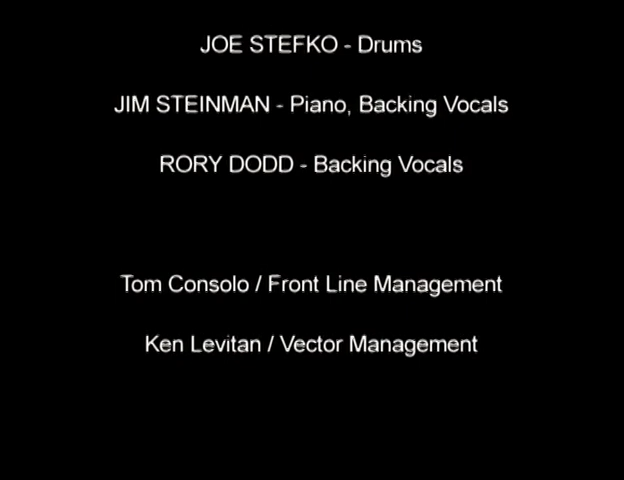 JOE STEFKO - Drums
JIM STEINMAN - Piano, Backing Vocals
RORY DODD - Backing Vocals
Tom Consolo / Front Line Management
Ken Levitan / Vector Management